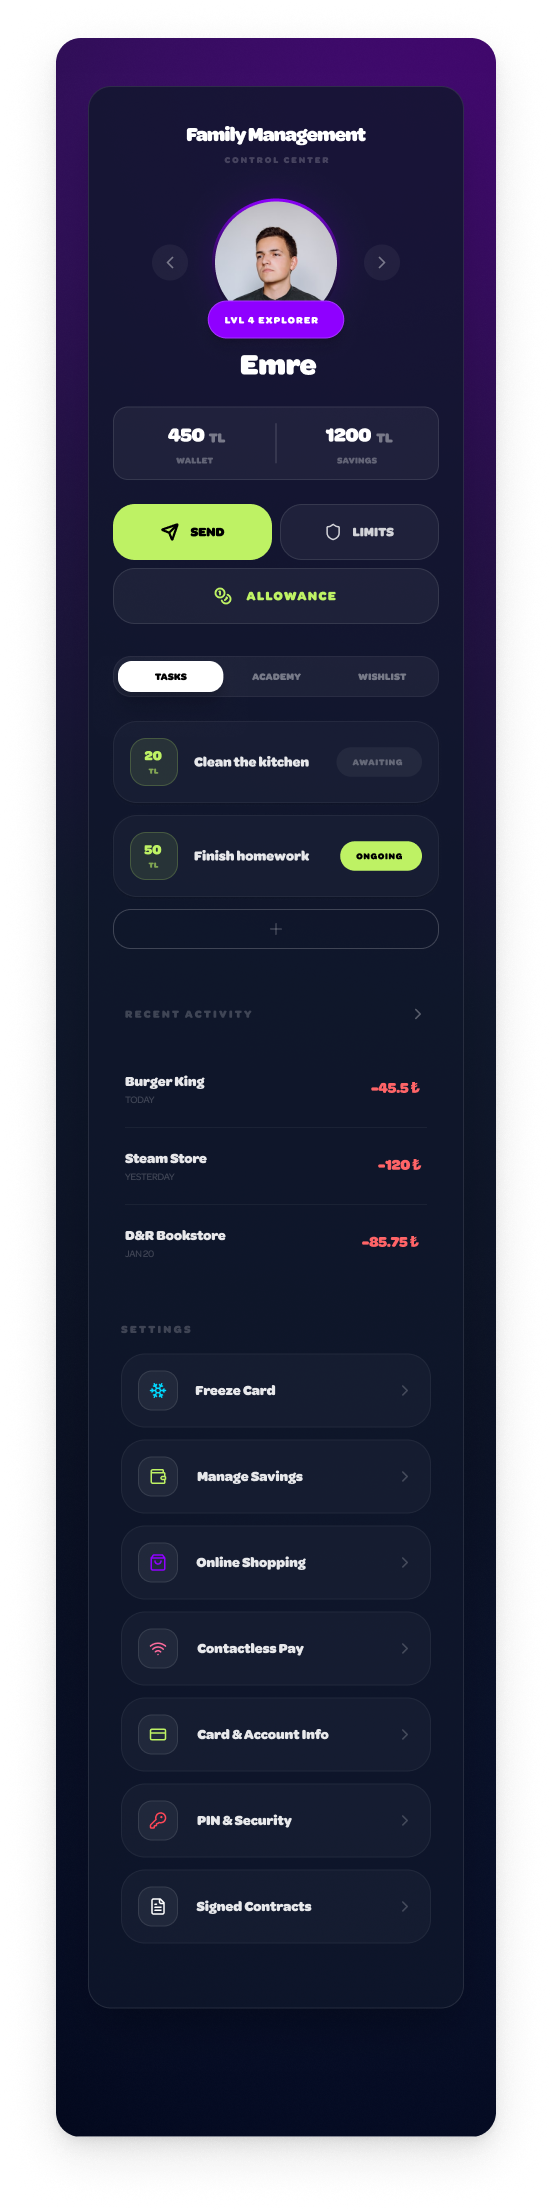 Family Management
CONTROL CENTER
LVL 4 EXPLORER
Emre
450 TL
WALLET
1200 TL
SAVINGS
SEND
LIMITS
ALLOWANCE
TASKS
ACADEMY
WISHLIST
20
TL
Clean the kitchen
AWAITING
50
TL
Finish homework
ONGOING
RECENT ACTIVITY
Burger King
TODAY
-45.5 ₺
Steam Store
YESTERDAY
-120 ₺
D&R Bookstore
JAN 20
-85.75 ₺
SETTINGS
Freeze Card
Manage Savings
Online Shopping
Contactless Pay
Card & Account Info
PIN & Security
Signed Contracts